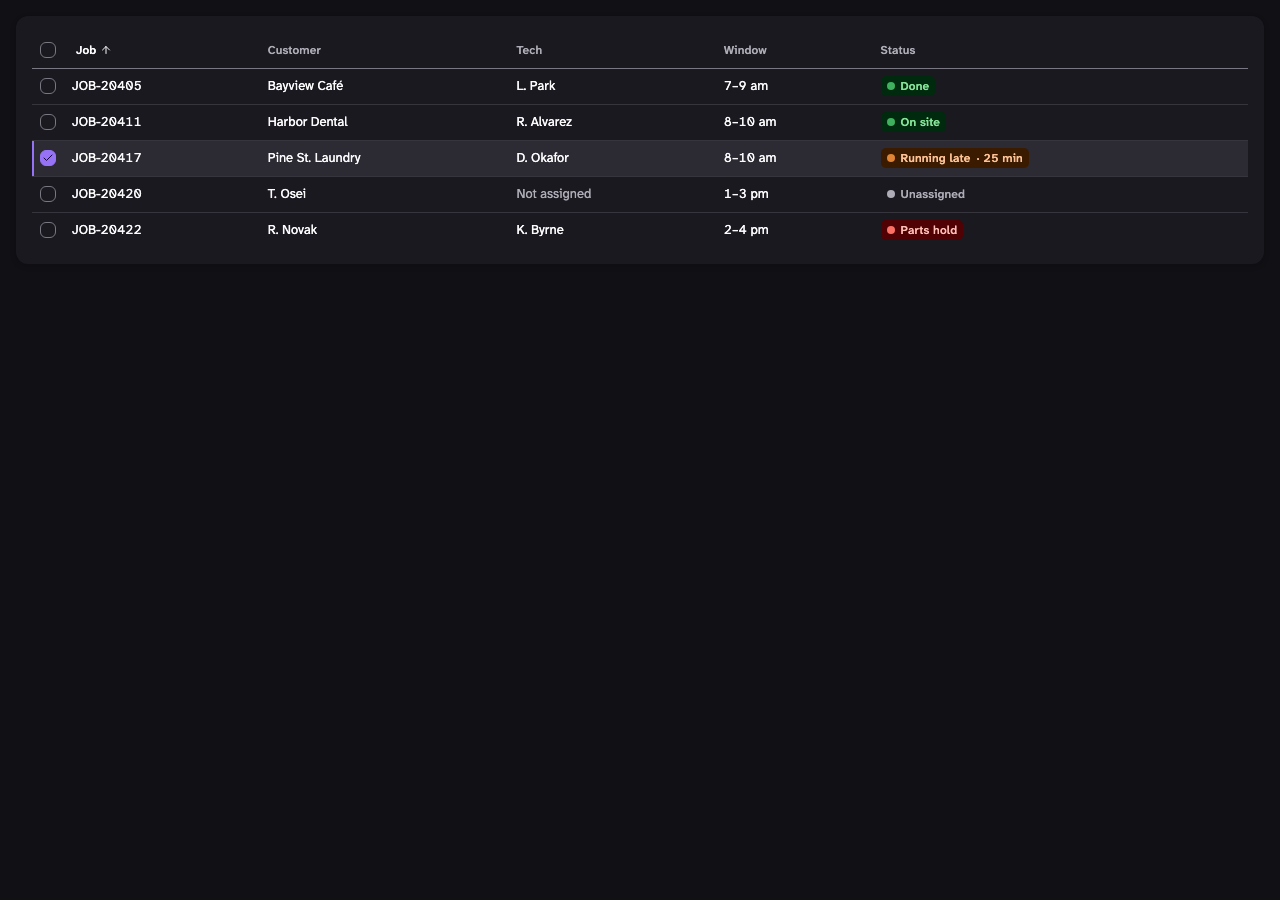 Job ↑ Customer Tech Window Status
JOB-20405 Bayview Café L. Park 7–9 am Done
JOB-20411 Harbor Dental R. Alvarez 8–10 am On site
JOB-20417 Pine St. Laundry D. Okafor 8–10 am Running late · 25 min
JOB-20420 T. Osei Not assigned 1–3 pm Unassigned
JOB-20422 R. Novak K. Byrne 2–4 pm Parts hold